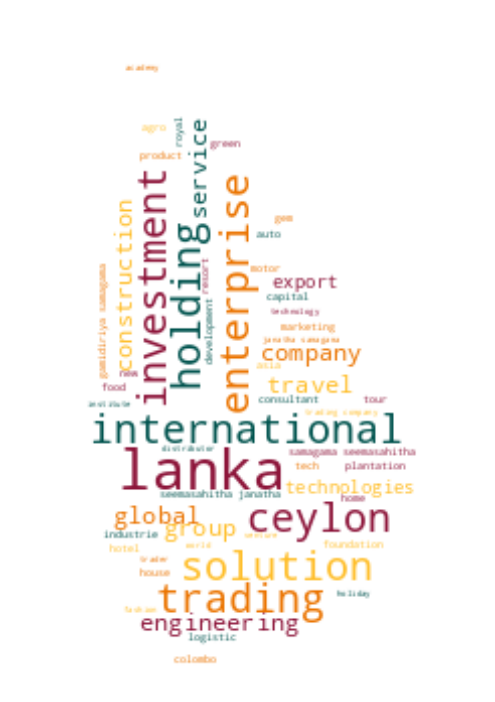 academy
agro
royal
service
green
product
investment
holding
enterprise
construction
gem
auto
gamidiriya samagama
resort
motor
export
capital
development
technology
marketing
janatha samagama
company
asia
new
travel
food
institute
consultant
tour
trading company
international
distributor
lanka
samagama seemasahitha
tech
plantation
technologies
seemasahitha janatha
home
global
ceylon
group
industrie
venture
hotel
world
foundation
trader
solution
house
holiday
trading
fashion
engineering
logistic
colombo